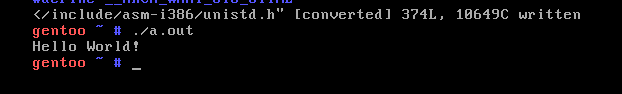 </include/asm-i386/unistd.h" [converted] 374L, 10649C written
gentoo ~ # ./a.out
Hello World!
gentoo ~ # _